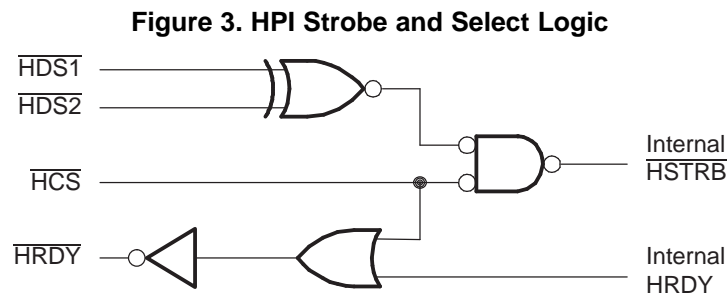 Figure 3. HPI Strobe and Select Logic
HDS1
HDS2
HCS
HRDY
Internal
HSTRB
Internal
HRDY